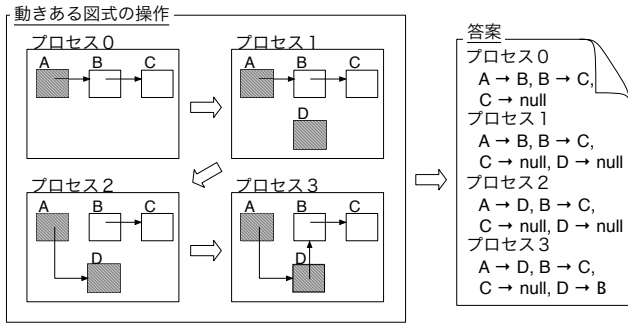 動きある図式の操作
プロセス0
A B C
プロセス1
A B C
D
プロセス2
A B C
D
プロセス3
A B C
D
答案
プロセス0
A → B, B → C,
C → null
プロセス1
A → B, B → C,
C → null, D → null
プロセス2
A → D, B → C,
C → null, D → null
プロセス3
A → D, B → C,
C → null, D → B